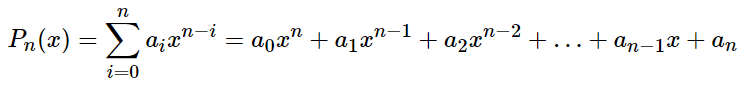 $P_n(x) = \sum_{i=0}^{n} a_i x^{n-i} = a_0 x^n + a_1 x^{n-1} + a_2 x^{n-2} + \ldots + a_{n-1} x + a_n$